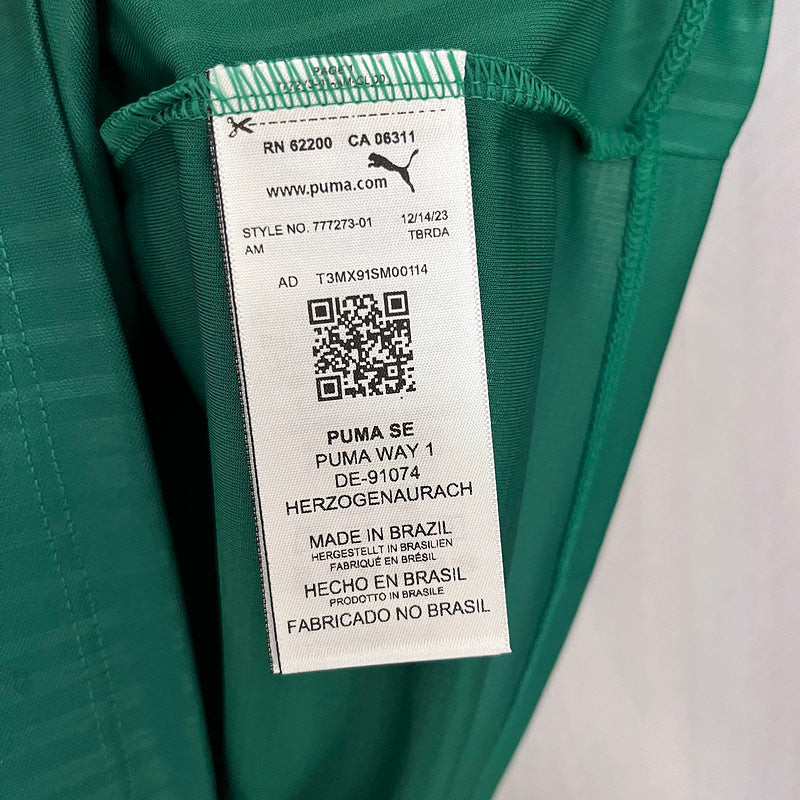 RN 62200 CA 06311
www.puma.com
STYLE NO. 777273-01 12/14/23
AM TBRDA
AD T3MX91SM00114
PUMA SE
PUMA WAY 1
DE-91074
HERZOGENAURACH
MADE IN BRAZIL
HERGESTELLT IN BRASILIEN
FABRIQUÉ EN BRÉSIL
HECHO EN BRASIL
PRODOTTO IN BRASILE
FABRICADO NO BRASIL